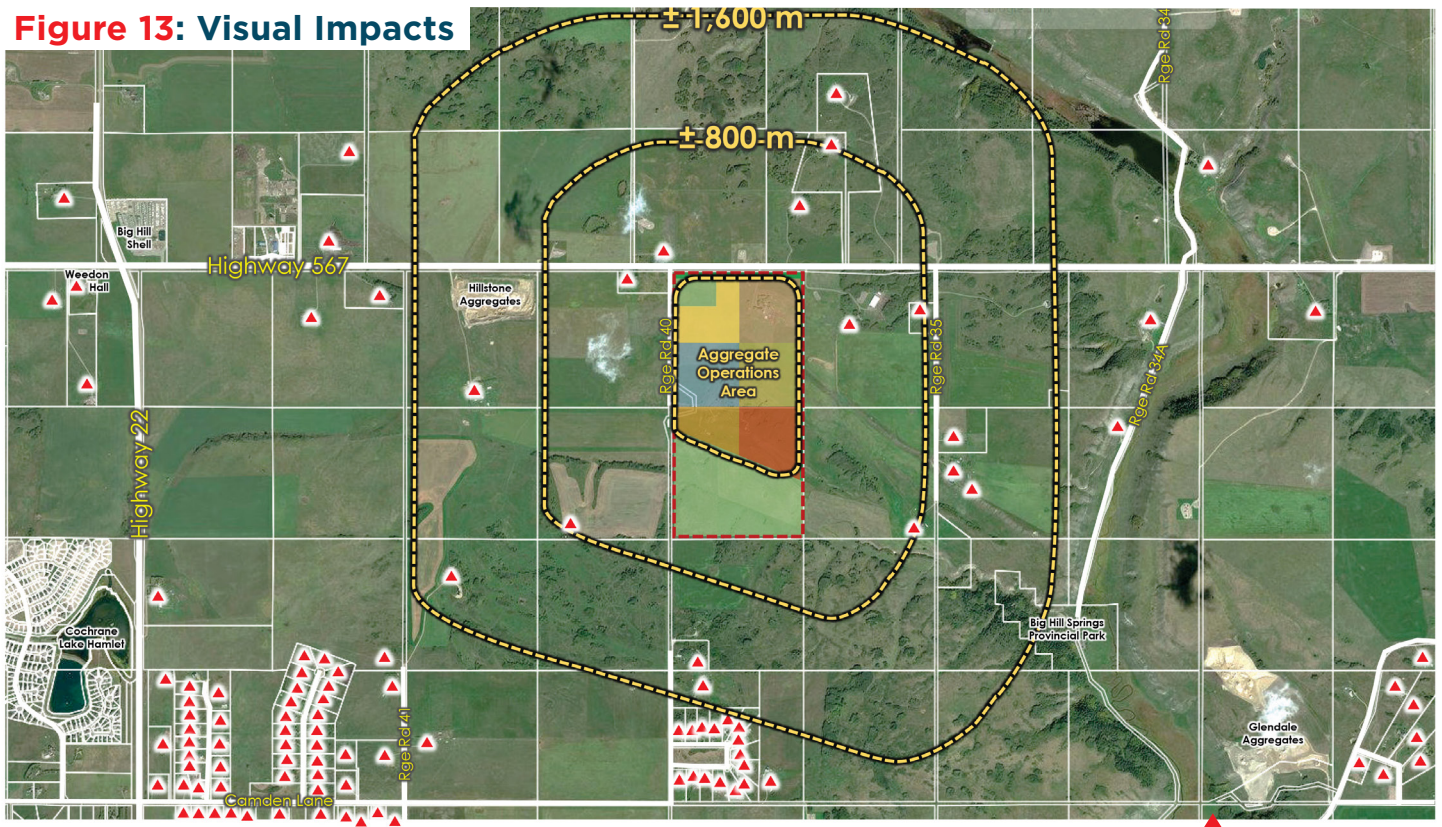 Figure 13: Visual Impacts
± 1,600 m
Rge Rd 34
± 800 m
Big Hill
Shell
Highway 567
Weedon
Hall
Hillstone
Aggregates
Rge Rd 40
Aggregate
Operations
Area
Rge Rd 35
Rge Rd 34A
Highway 22
Cochrane
Lake Hamlet
Big Hill Springs
Provincial Park
Rge Rd 41
Glendale
Aggregates
Camden Lane